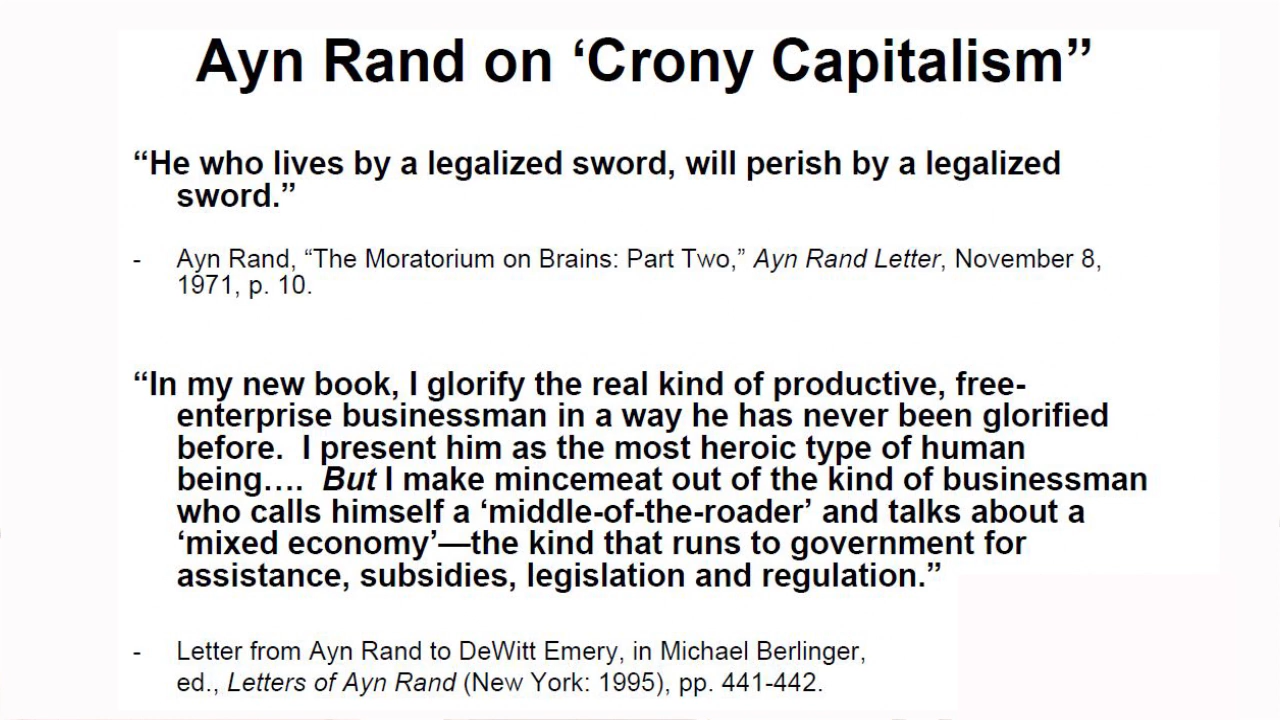 Ayn Rand on ‘Crony Capitalism”
“He who lives by a legalized sword, will perish by a legalized
sword.”
- Ayn Rand, “The Moratorium on Brains: Part Two,” Ayn Rand Letter, November 8,
1971, p. 10.
“In my new book, I glorify the real kind of productive, free-
enterprise businessman in a way he has never been glorified
before.  I present him as the most heroic type of human
being….  But I make mincemeat out of the kind of businessman
who calls himself a ‘middle-of-the-roader’ and talks about a
‘mixed economy’—the kind that runs to government for
assistance, subsidies, legislation and regulation.”
- Letter from Ayn Rand to DeWitt Emery, in Michael Berlinger,
ed., Letters of Ayn Rand (New York: 1995), pp. 441-442.